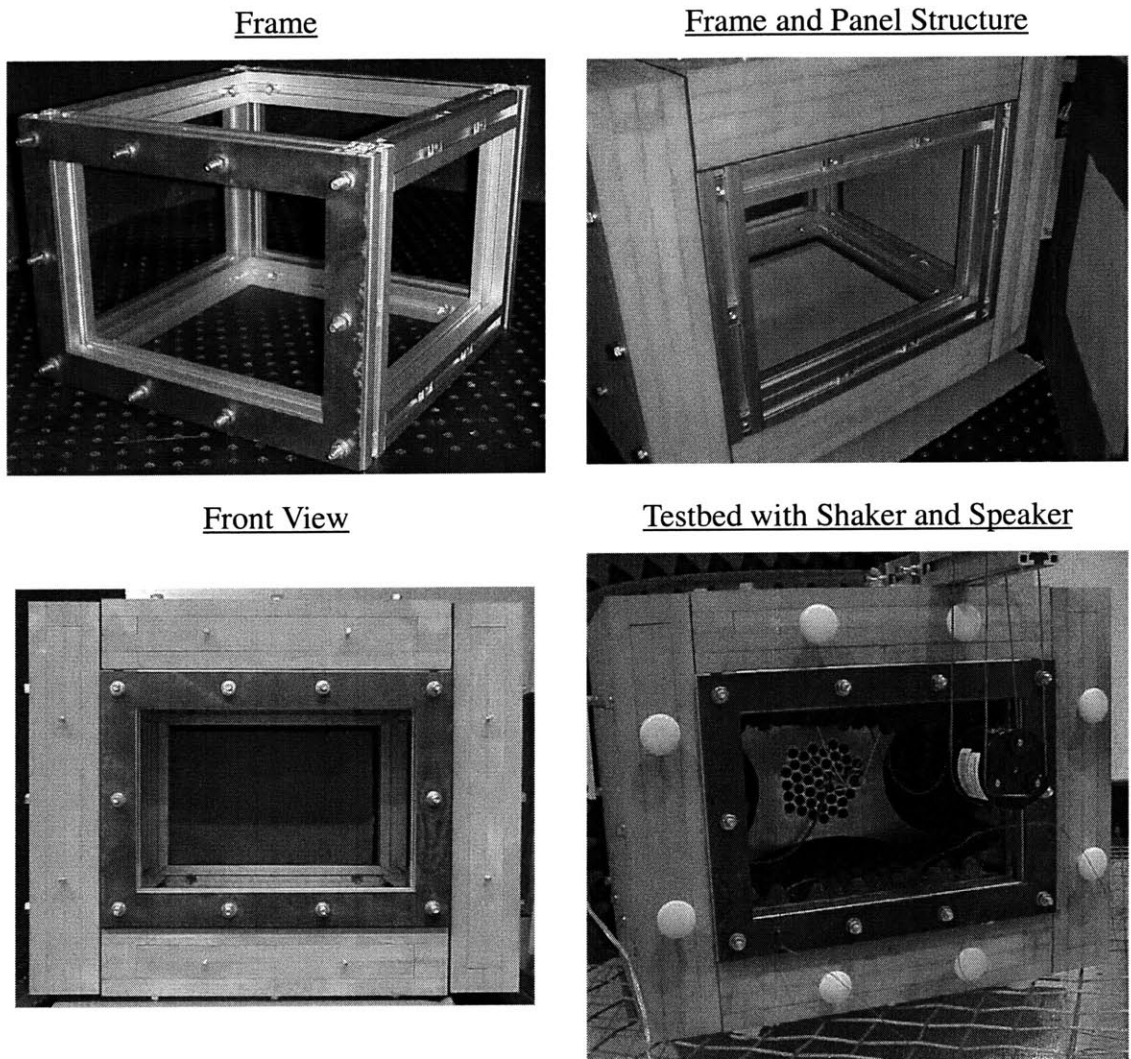 Frame
Frame and Panel Structure
Front View
Testbed with Shaker and Speaker